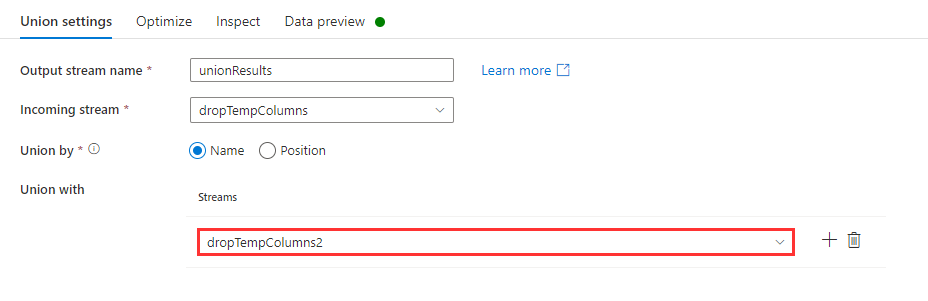 Union settings Optimize Inspect Data preview
Output stream name * unionResults Learn more
Incoming stream * dropTempColumns
Union by * Name Position
Union with
Streams
dropTempColumns2